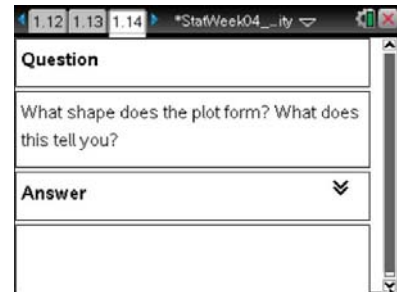 1.12 1.13 1.14 *StatWeek04_...ity
Question
What shape does the plot form? What does
this tell you?
Answer